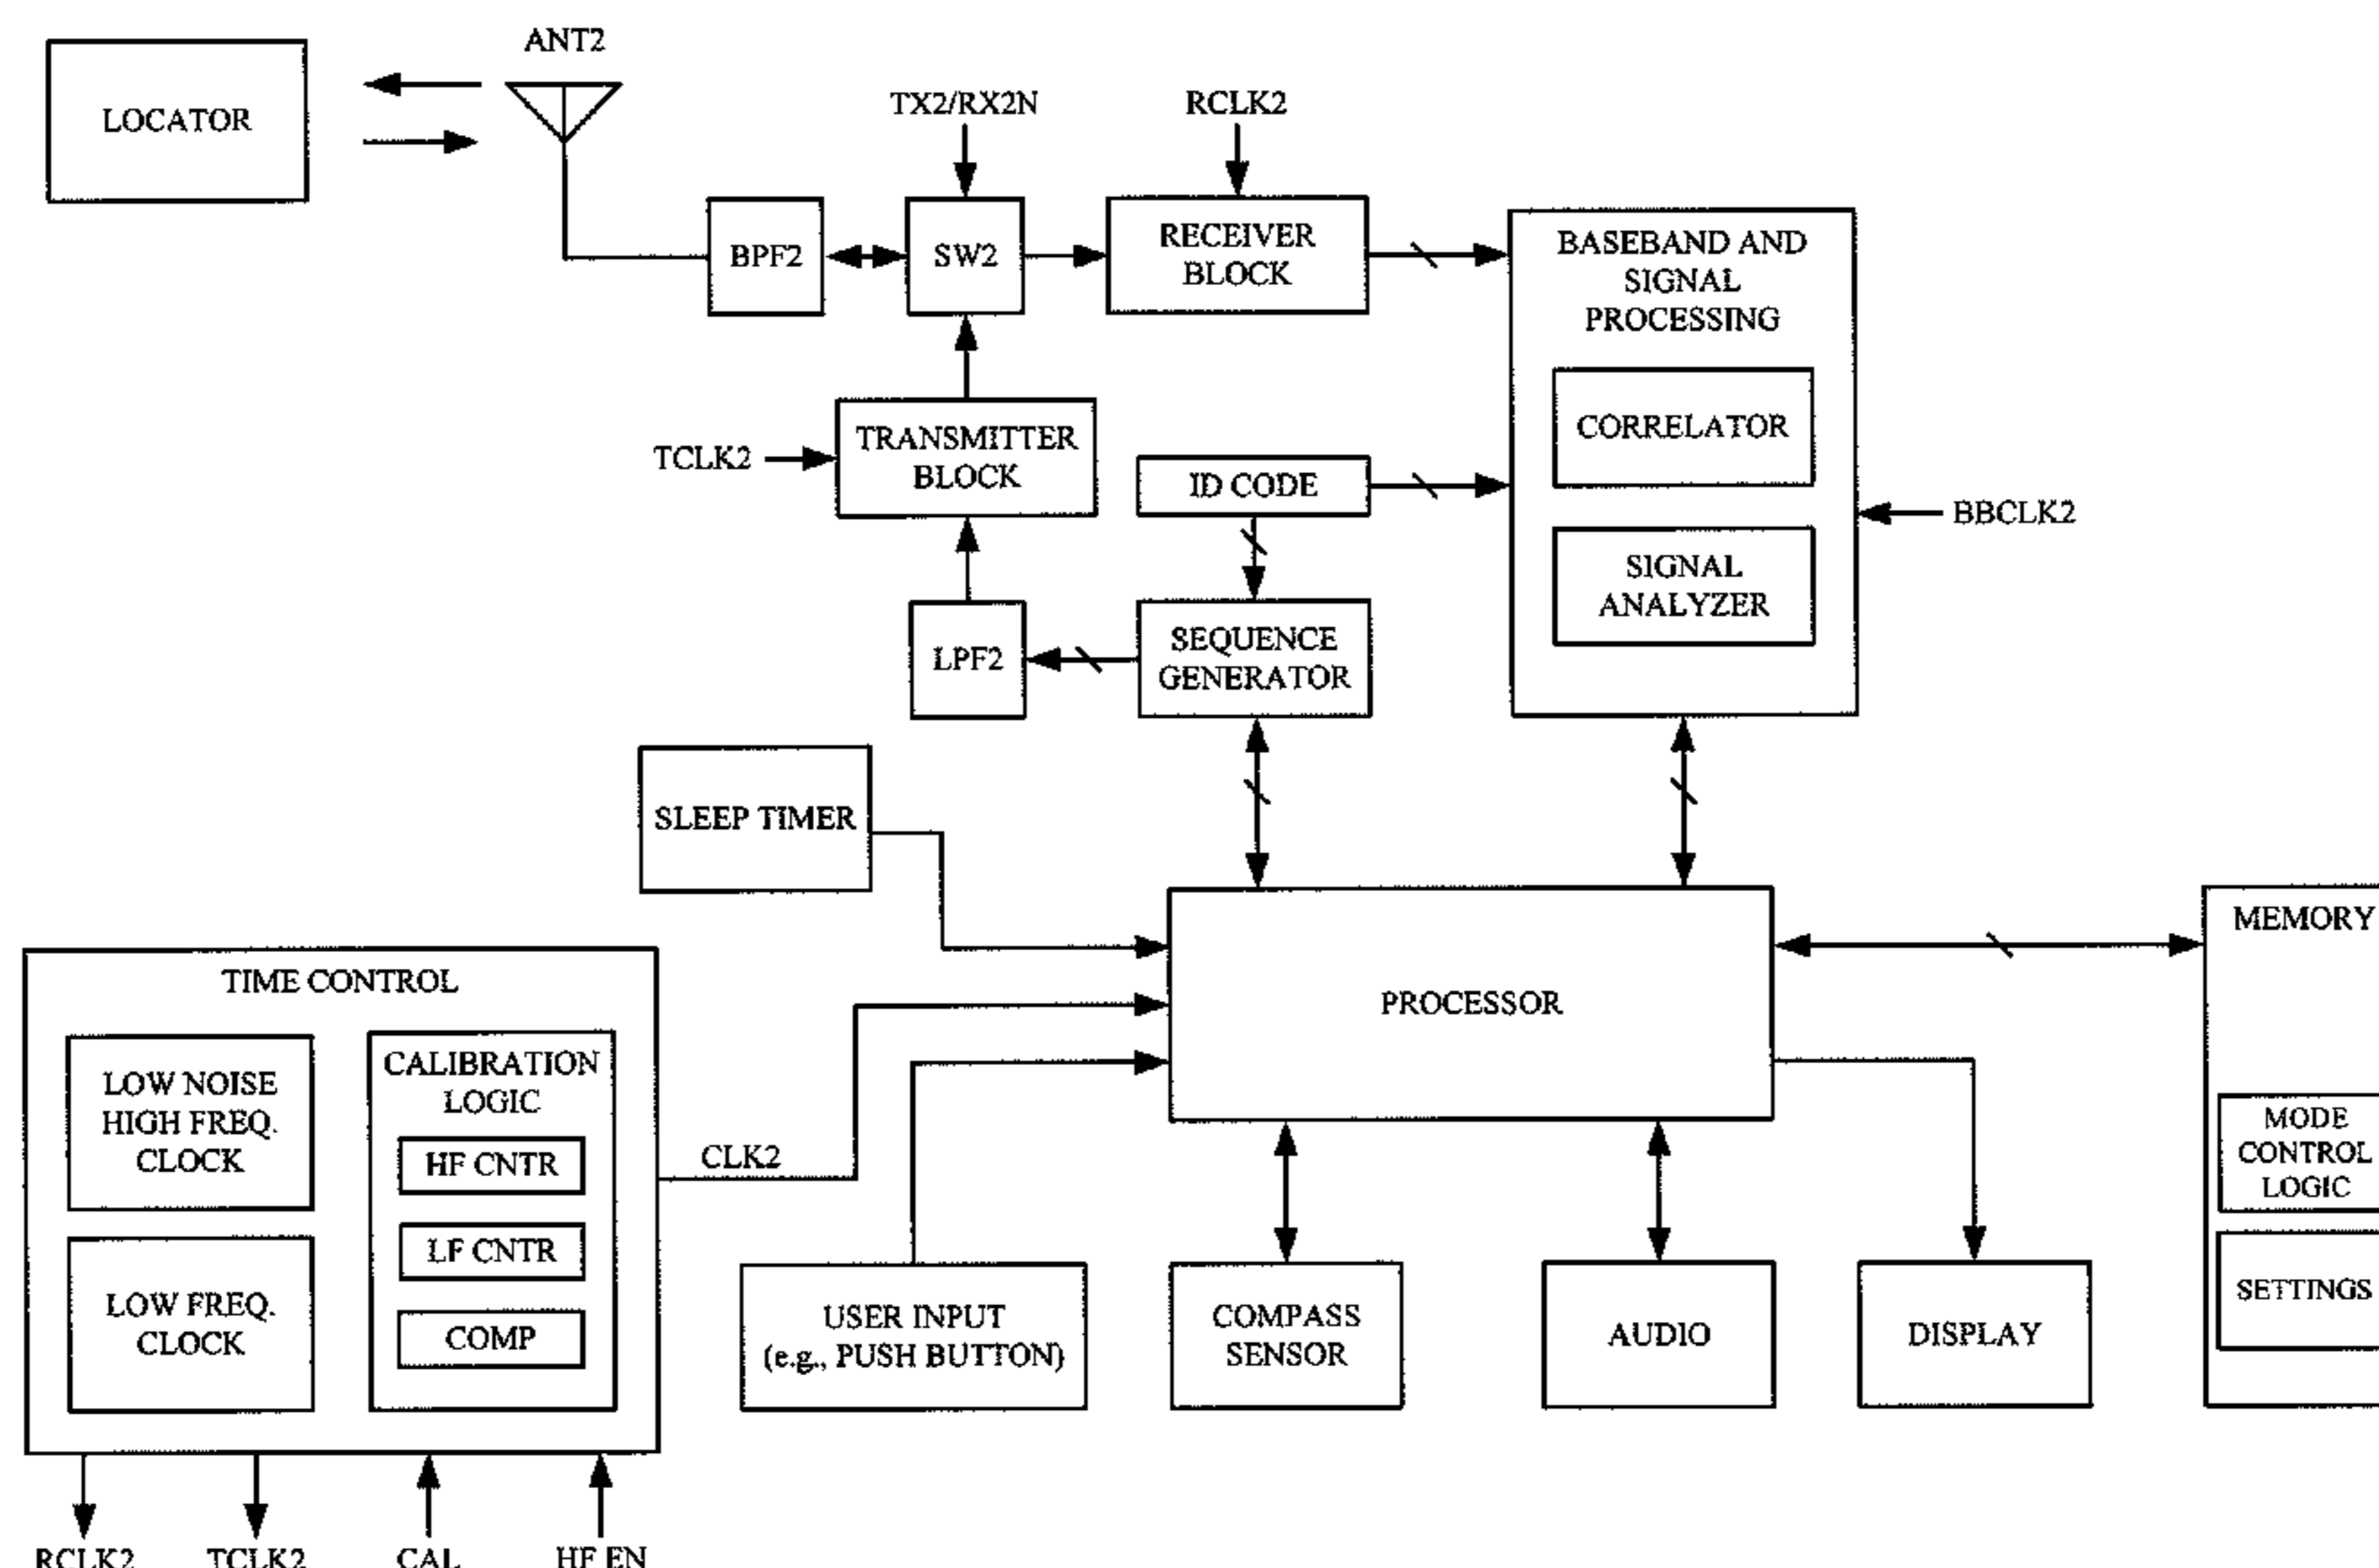 ANT2
LOCATOR
TX2/RX2N
RCLK2
BPF2
SW2
RECEIVER
BLOCK
BASEBAND AND
SIGNAL
PROCESSING
CORRELATOR
SIGNAL
ANALYZER
BBCLK2
TCLK2
TRANSMITTER
BLOCK
ID CODE
LPF2
SEQUENCE
GENERATOR
SLEEP TIMER
PROCESSOR
MEMORY
MODE
CONTROL
LOGIC
SETTINGS
TIME CONTROL
LOW NOISE
HIGH FREQ.
CLOCK
LOW FREQ.
CLOCK
CALIBRATION
LOGIC
HF CNTR
LF CNTR
COMP
CLK2
USER INPUT
(e.g., PUSH BUTTON)
COMPASS
SENSOR
AUDIO
DISPLAY
RCLK2
TCLK2
CAL
HF EN